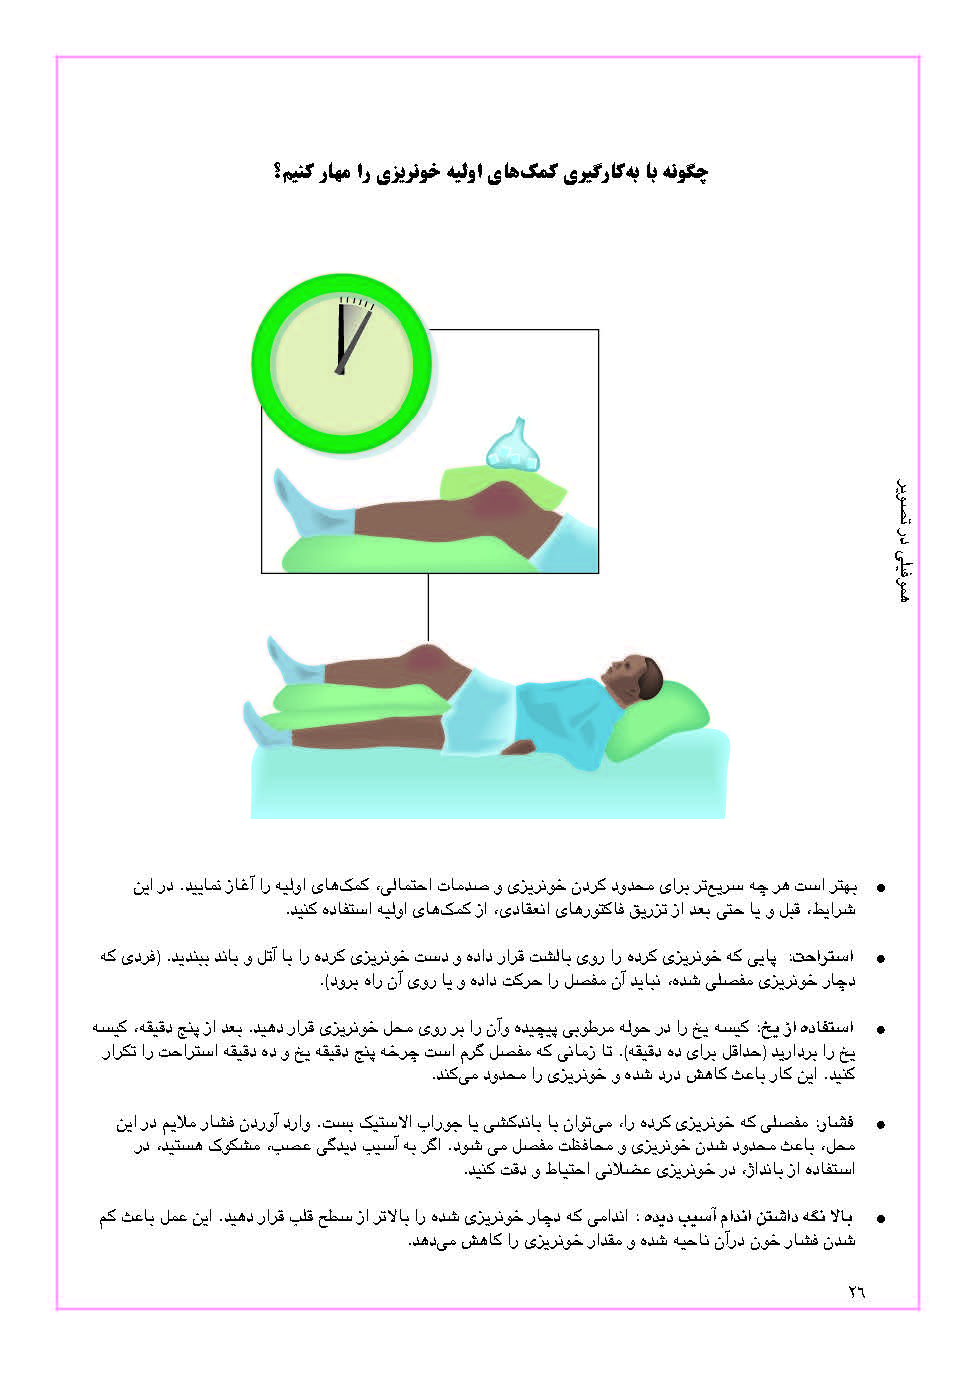 چگونه با به‌کارگیری کمک‌های اولیه خونریزی را مهار کنیم؟
هموفیلی در تصویر
● بهتر است هر چه سریع‌تر برای محدود کردن خونریزی و صدمات احتمالی، کمک‌های اولیه را آغاز نمایید. در این
شرایط، قبل و یا حتی بعد از تزریق فاکتورهای انعقادی، از کمک‌های اولیه استفاده کنید.
● استراحت: پایی که خونریزی کرده را روی بالشت قرار داده و دست خونریزی کرده را با آتل و باند ببندید. (فردی که
دچار خونریزی مفصلی شده، نباید آن مفصل را حرکت داده و یا روی آن راه برود).
● استفاده از یخ: کیسه یخ را در حوله مرطوبی پیچیده وآن را بر روی محل خونریزی قرار دهید. بعد از پنج دقیقه، کیسه
یخ را بردارید (حداقل برای ده دقیقه). تا زمانی که مفصل گرم است چرخه پنج دقیقه یخ و ده دقیقه استراحت را تکرار
کنید. این کار باعث کاهش درد شده و خونریزی را محدود می‌کند.
● فشار: مفصلی که خونریزی کرده را، می‌توان با باندکشی یا جوراب الاستیک بست. وارد آوردن فشار ملایم در این
محل، باعث محدود شدن خونریزی و محافظت مفصل می شود. اگر به آسیب دیدگی عصب، مشکوک هستید، در
استفاده از بانداژ، در خونریزی عضلانی احتیاط و دقت کنید.
● بالا نگه داشتن اندام آسیب دیده : اندامی که دچار خونریزی شده را بالاتر از سطح قلب قرار دهید. این عمل باعث کم
شدن فشار خون درآن ناحیه شده و مقدار خونریزی را کاهش می‌دهد.
۲٦